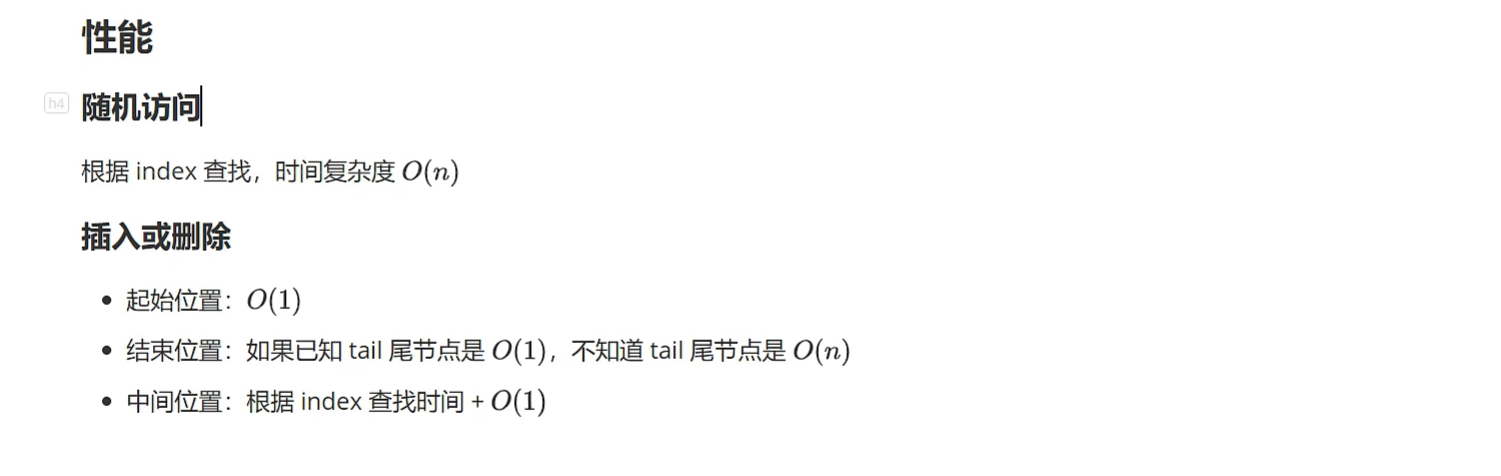 性能
h4
随机访问
根据 index 查找，时间复杂度 O(n)
插入或删除
• 起始位置：O(1)
• 结束位置：如果已知 tail 尾节点是 O(1)，不知道 tail 尾节点是 O(n)
• 中间位置：根据 index 查找时间 + O(1)